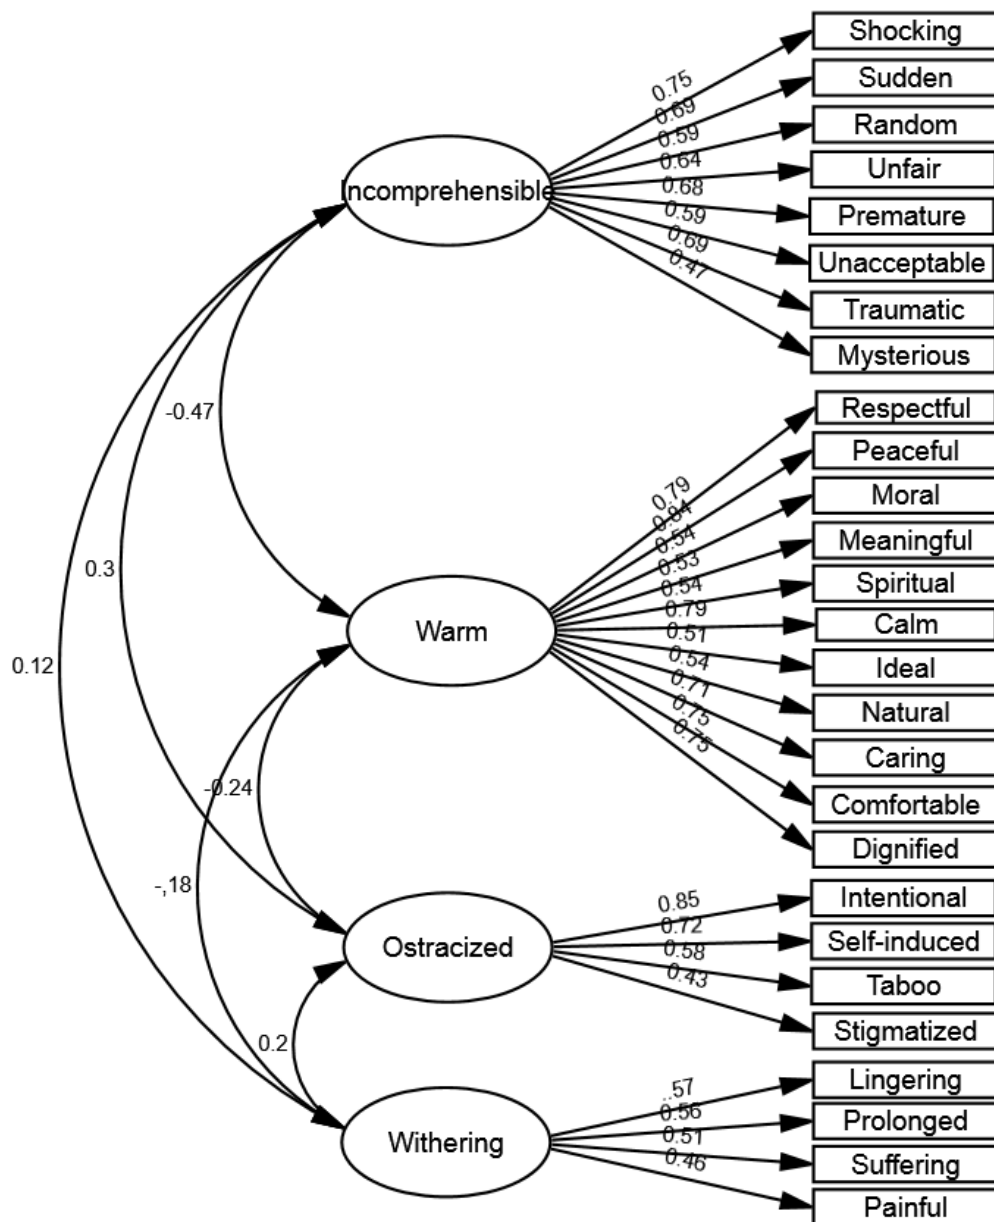 Shocking
0.75
Sudden
0.69
Random
0.59
Unfair
0.64
Incomprehensible
0.68
Premature
0.59
Unacceptable
0.69
0.47
Traumatic
Mysterious
-0.47
Respectful
Peaceful
0.79
Moral
0.84
0.54
Meaningful
0.53
0.3
Spiritual
0.54
0.79
Calm
Warm
0.51
0.54
Ideal
0.12
0.71
Natural
0.75
0.75
Caring
-0.24
Comfortable
Dignified
-,18
0.85
Intentional
0.72
Ostracized
Self-induced
0.58
0.43
Taboo
Stigmatized
0.2
Lingering
..57
0.56
Prolonged
0.51
Withering
0.46
Suffering
Painful